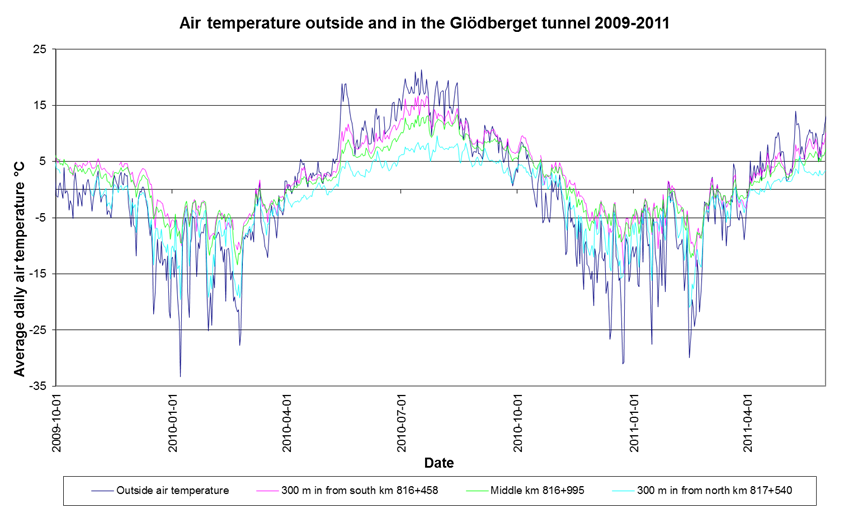 Air temperature outside and in the Glödberget tunnel 2009-2011
Average daily air temperature °C
25
15
5
-5
-15
-25
-35
2009-10-01
2010-01-01
2010-04-01
2010-07-01
2010-10-01
2011-01-01
2011-04-01
Date
Outside air temperature
300 m in from south km 816+458
Middle km 816+995
300 m in from north km 817+540